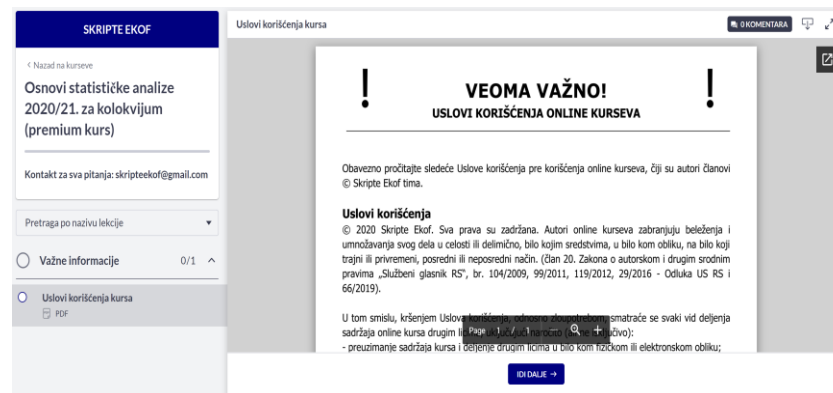 SKRIPTE EKOF
< Nazad na kurseve
Osnovi statističke analize
2020/21. za kolokvijum
(premium kurs)
Kontakt za sva pitanja: skripteekof@gmail.com
Pretraga po nazivu lekcije
Važne informacije 0/1
Uslovi korišćenja kursa
PDF
Uslovi korišćenja kursa
0 KOMENTARA
! VEOMA VAŽNO! !
USLOVI KORIŠĆENJA ONLINE KURSEVA
Obavezno pročitajte sledeće Uslove korišćenja pre korišćenja online kurseva, čiji su autori članovi
© Skripte Ekof tima.
Uslovi korišćenja
© 2020 Skripte Ekof. Sva prava su zadržana. Autori online kurseva zabranjuju beleženja i
umnožavanja svog dela u celosti ili delimično, bilo kojim sredstvima, u bilo kom obliku, na bilo koji
trajni ili privremeni, posredni ili neposredni način. (član 20. Zakona o autorskom i drugim srodnim
pravima „Službeni glasnik RS", br. 104/2009, 99/2011, 119/2012, 29/2016 - Odluka US RS i
66/2019).
U tom smislu, kršenjem Uslova korišćenja, odnosno zloupotrebom, smatraće se svaki vid deljenja
sadržaja online kursa drugim
- preuzimanje sadržaja kursa i deljenje drugim licima u bilo kom fizičkom ili elektronskom obliku;
Page 1 / 1 — +
IDI DALJE →